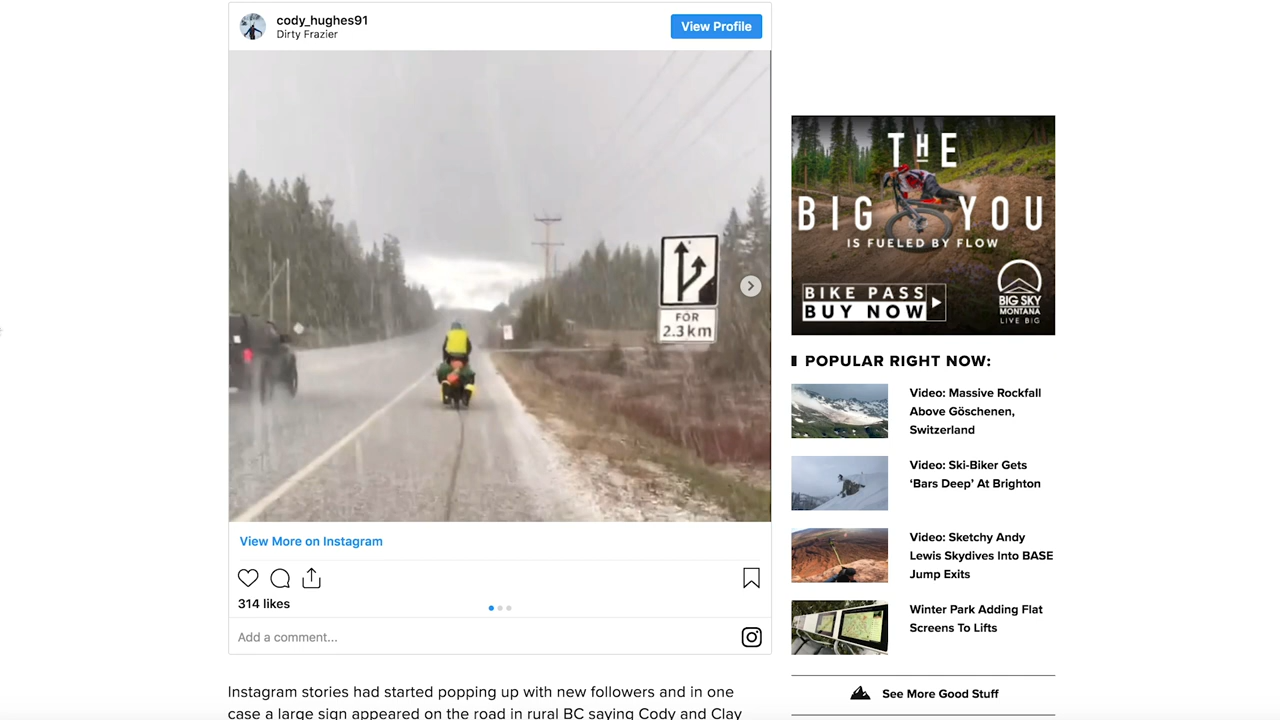 cody_hughes91
Dirty Frazier
View Profile
FOR
2.3km
View More on Instagram
314 likes
Add a comment...
Instagram stories had started popping up with new followers and in one
case a large sign appeared on the road in rural BC saying Cody and Clay
THE
BIG YOU
IS FUELED BY FLOW
BIKE PASS
BUY NOW
BIG SKY
MONTANA
LIVE BIG
POPULAR RIGHT NOW:
Video: Massive Rockfall
Above Göschenen,
Switzerland
Video: Ski-Biker Gets
‘Bars Deep’ At Brighton
Video: Sketchy Andy
Lewis Skydives Into BASE
Jump Exits
Winter Park Adding Flat
Screens To Lifts
See More Good Stuff